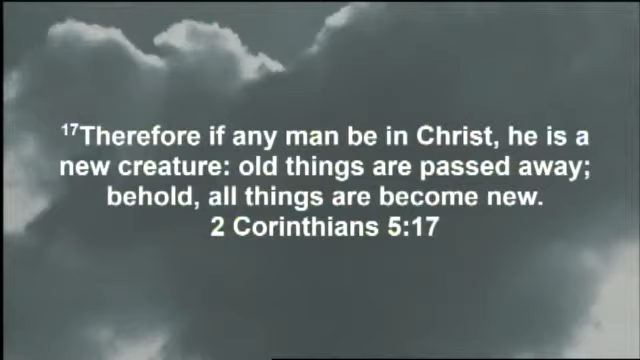 ¹⁷Therefore if any man be in Christ, he is a
new creature: old things are passed away;
behold, all things are become new.
2 Corinthians 5:17